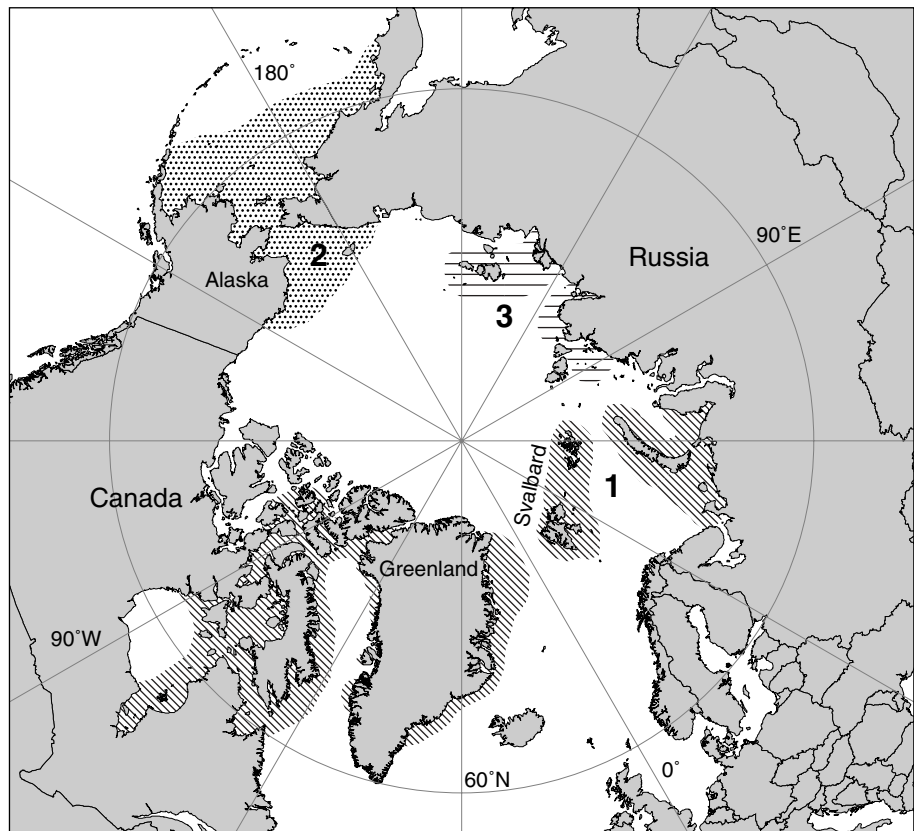 180˚
90˚E
Russia
2
Alaska
3
Svalbard
1
Canada
Greenland
90˚W
60˚N
0˚